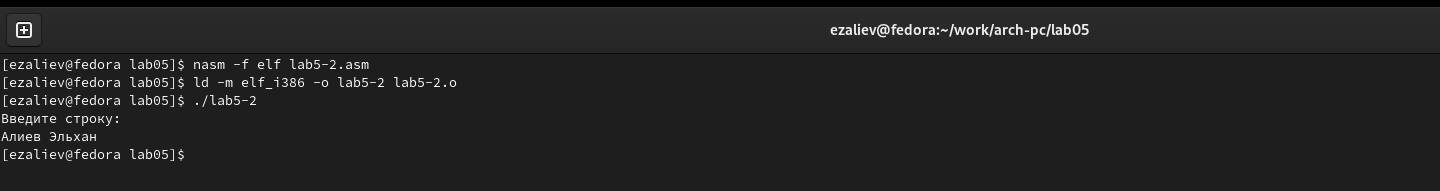 ezaliev@fedora:~/work/arch-pc/lab05
[ezaliev@fedora lab05]$ nasm -f elf lab5-2.asm
[ezaliev@fedora lab05]$ ld -m elf_i386 -o lab5-2 lab5-2.o
[ezaliev@fedora lab05]$ ./lab5-2
Введите строку:
Алиев Эльхан
[ezaliev@fedora lab05]$